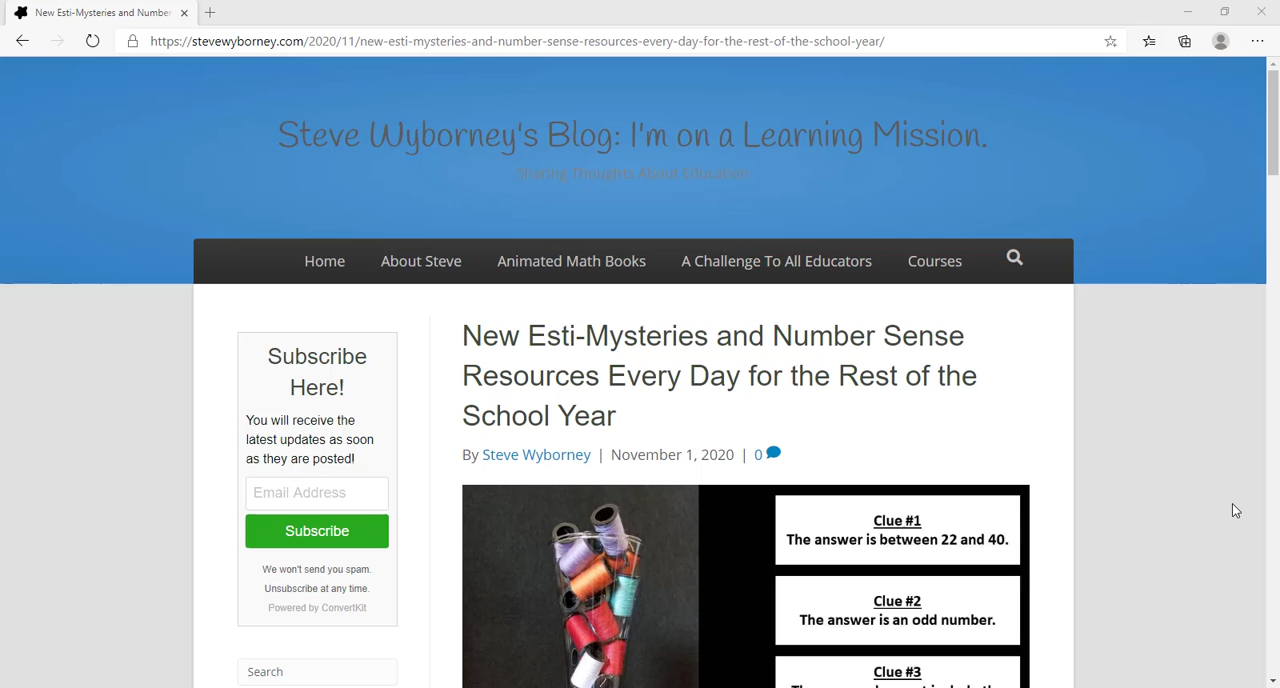 New Esti-Mysteries and Number
https://stevewyborney.com/2020/11/new-esti-mysteries-and-number-sense-resources-every-day-for-the-rest-of-the-school-year/
Steve Wyborney's Blog: I'm on a Learning Mission.
Sharing Thoughts About Education
Home About Steve Animated Math Books A Challenge To All Educators Courses
Subscribe
Here!
You will receive the
latest updates as soon
as they are posted!
Email Address
Subscribe
We won't send you spam.
Unsubscribe at any time.
Powered by ConvertKit
Search
New Esti-Mysteries and Number Sense
Resources Every Day for the Rest of the
School Year
By Steve Wyborney | November 1, 2020 | 0
Clue #1
The answer is between 22 and 40.
Clue #2
The answer is an odd number.
Clue #3